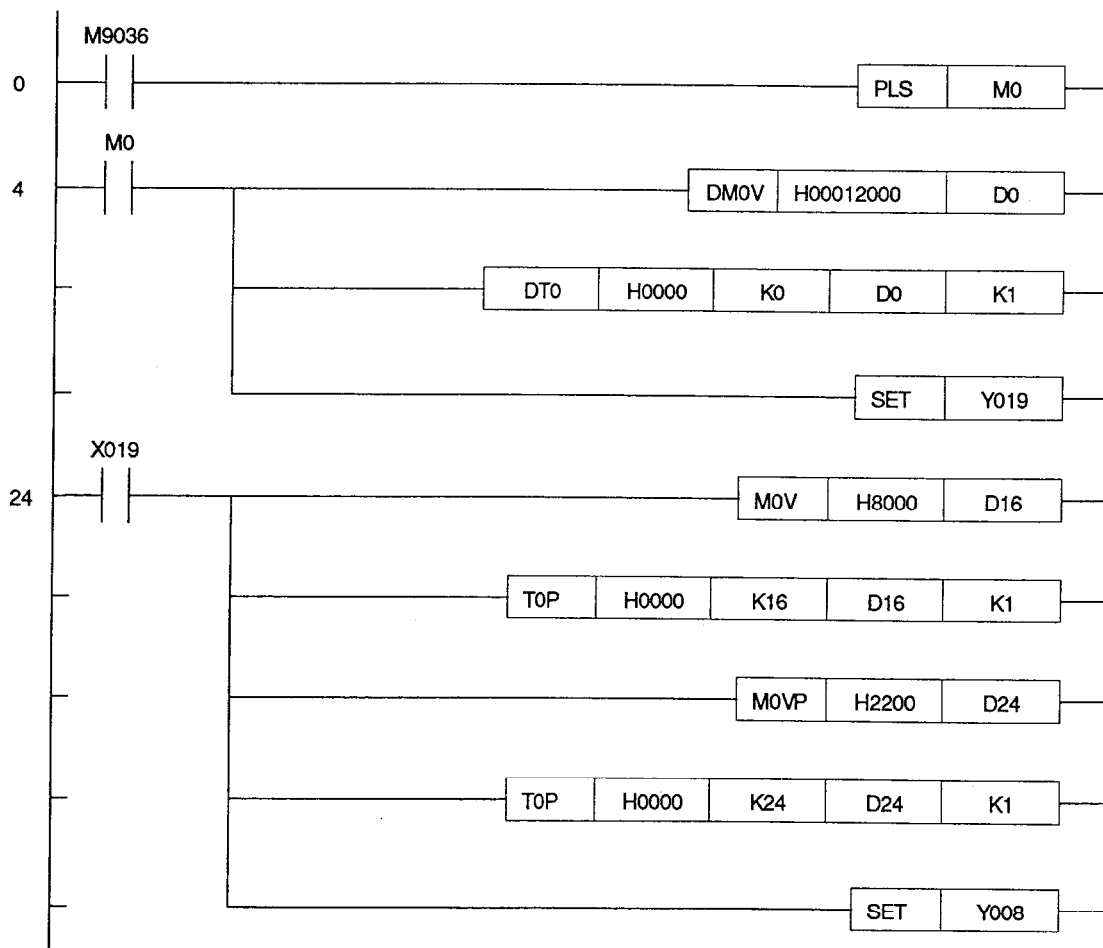 M9036
0 PLS M0
M0
4 DM0V H00012000 D0
DT0 H0000 K0 D0 K1
SET Y019
X019
24 M0V H8000 D16
T0P H0000 K16 D16 K1
M0VP H2200 D24
T0P H0000 K24 D24 K1
SET Y008